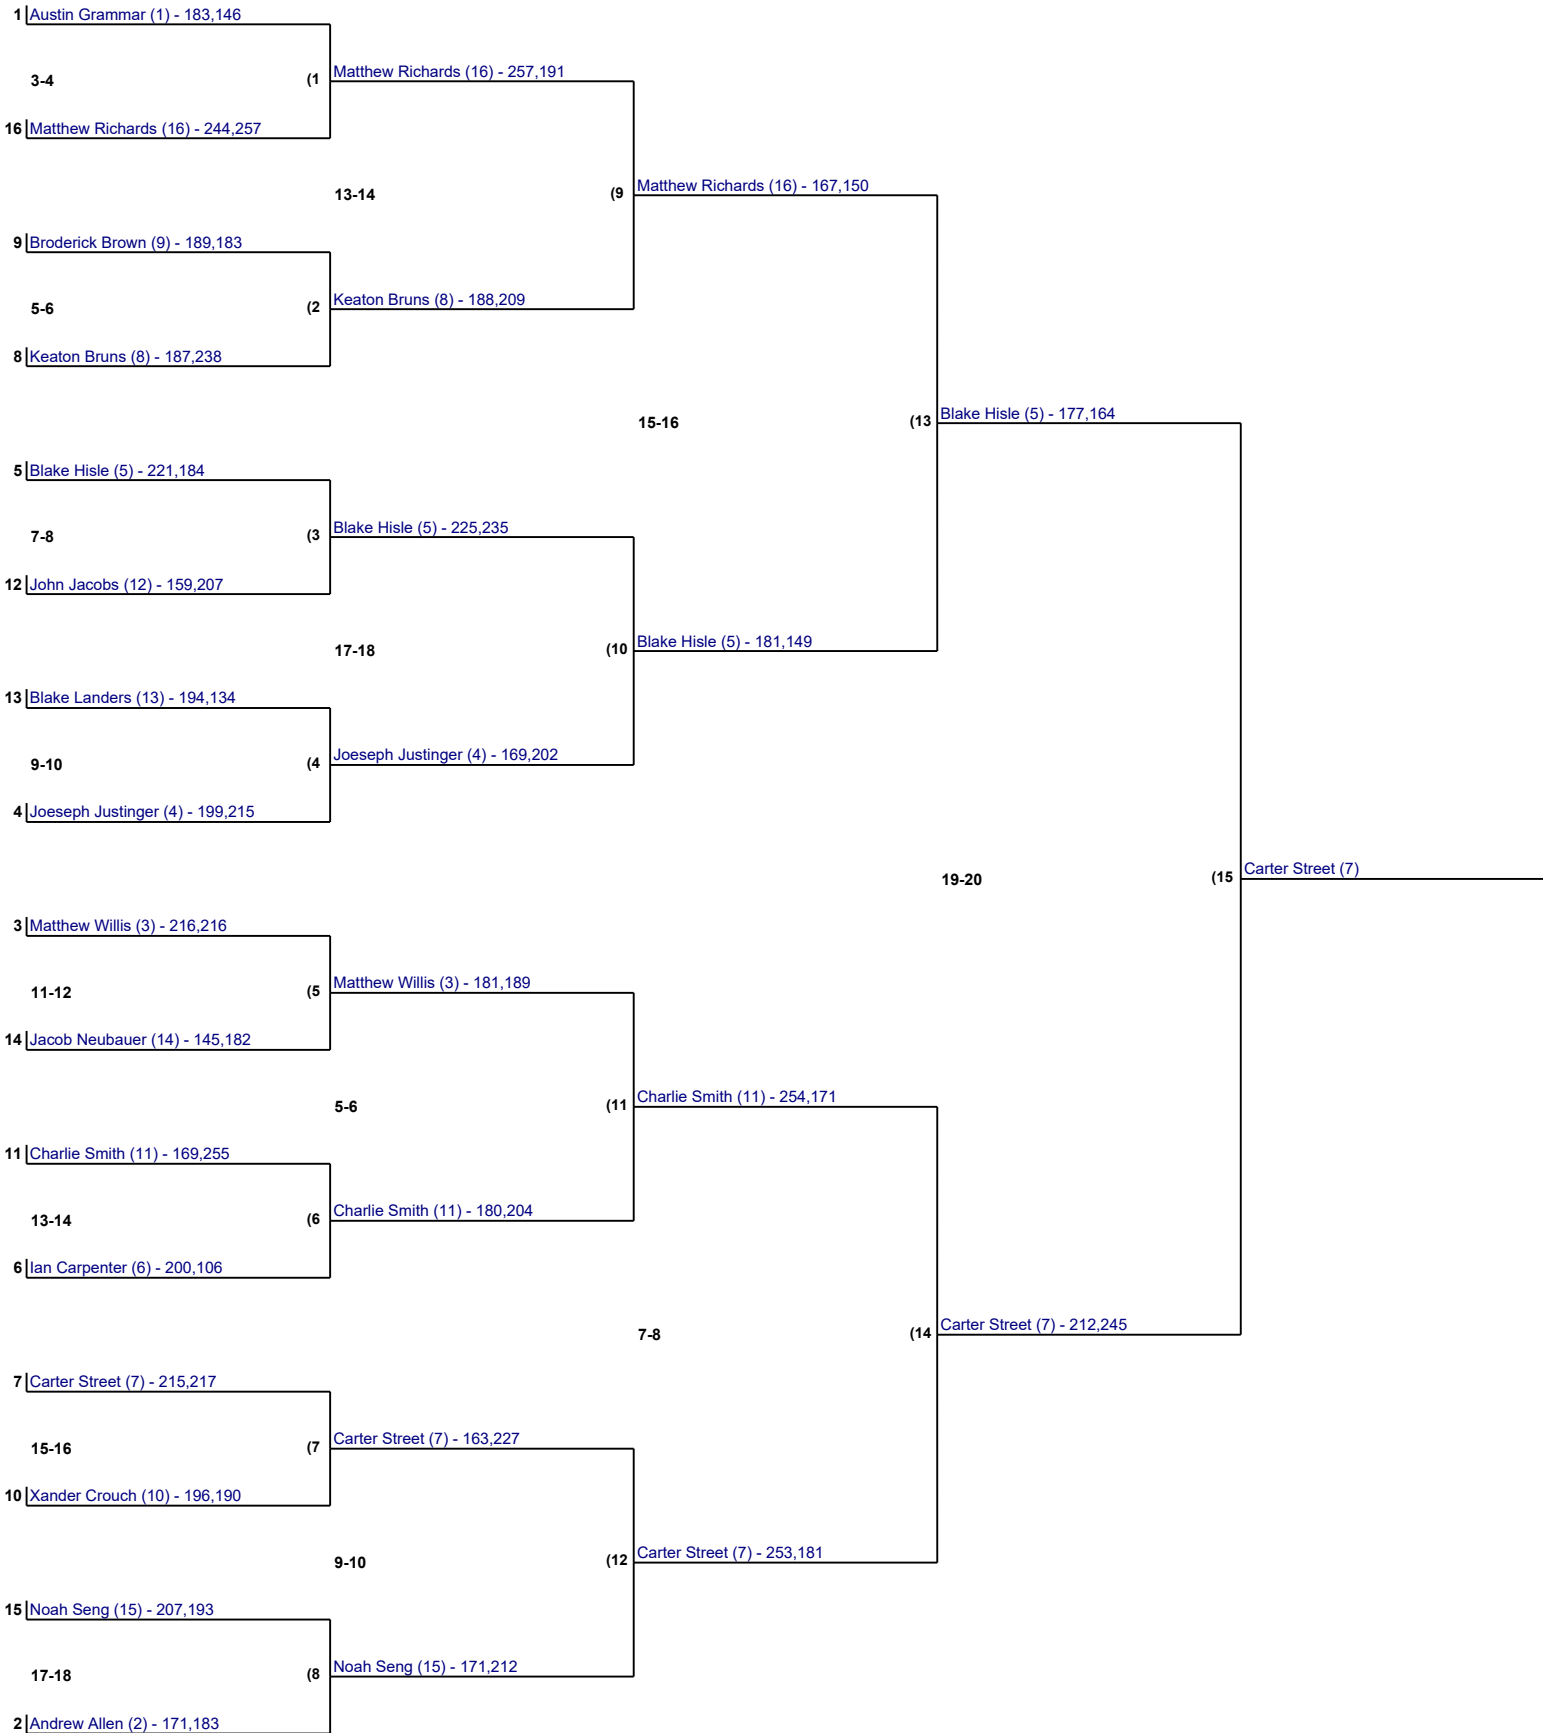 1 Austin Grammar (1) - 183,146
3-4 (1 Matthew Richards (16) - 257,191
16 Matthew Richards (16) - 244,257
13-14 (9 Matthew Richards (16) - 167,150
9 Broderick Brown (9) - 189,183
5-6 (2 Keaton Bruns (8) - 188,209
8 Keaton Bruns (8) - 187,238
15-16 (13 Blake Hisle (5) - 177,164
5 Blake Hisle (5) - 221,184
7-8 (3 Blake Hisle (5) - 225,235
12 John Jacobs (12) - 159,207
17-18 (10 Blake Hisle (5) - 181,149
13 Blake Landers (13) - 194,134
9-10 (4 Joeseph Justinger (4) - 169,202
4 Joeseph Justinger (4) - 199,215
19-20 (15 Carter Street (7)
3 Matthew Willis (3) - 216,216
11-12 (5 Matthew Willis (3) - 181,189
14 Jacob Neubauer (14) - 145,182
5-6 (11 Charlie Smith (11) - 254,171
11 Charlie Smith (11) - 169,255
13-14 (6 Charlie Smith (11) - 180,204
6 Ian Carpenter (6) - 200,106
7-8 (14 Carter Street (7) - 212,245
7 Carter Street (7) - 215,217
15-16 (7 Carter Street (7) - 163,227
10 Xander Crouch (10) - 196,190
9-10 (12 Carter Street (7) - 253,181
15 Noah Seng (15) - 207,193
17-18 (8 Noah Seng (15) - 171,212
2 Andrew Allen (2) - 171,183